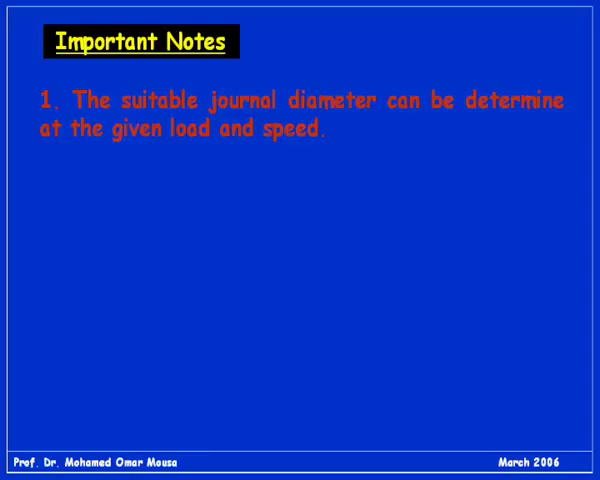 Important Notes
1. The suitable journal diameter can be determine
at the given load and speed.
Prof. Dr. Mohamed Omar Mousa
March 2006